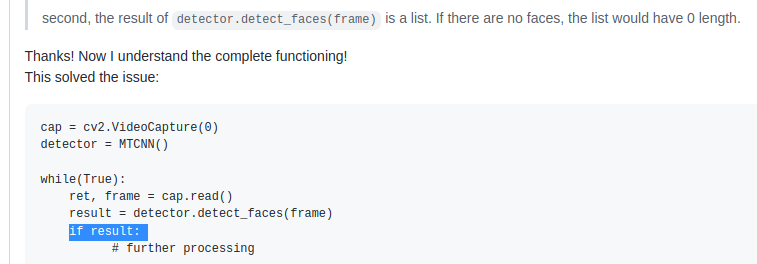 second, the result of detector.detect_faces(frame) is a list. If there are no faces, the list would have 0 length.
Thanks! Now I understand the complete functioning!
This solved the issue:
cap = cv2.VideoCapture(0)
detector = MTCNN()
while(True):
ret, frame = cap.read()
result = detector.detect_faces(frame)
if result:
# further processing